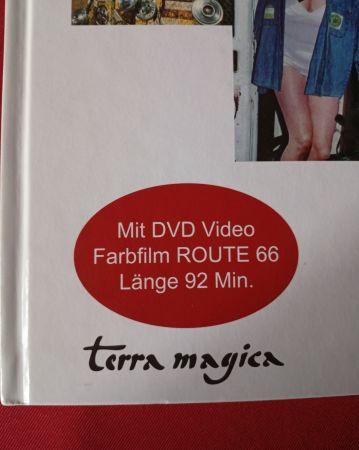 Mit DVD Video
Farbfilm ROUTE 66
Länge 92 Min.
terra magica